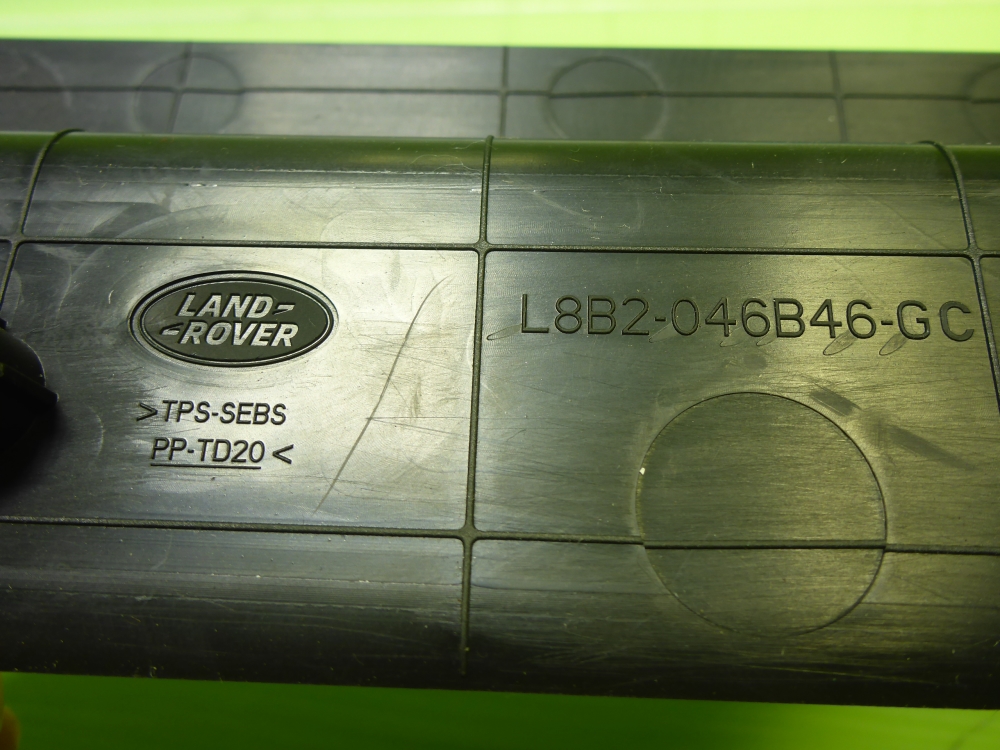 LAND
ROVER
L8B2-046B46-GC
>TPS-SEBS
PP-TD20<